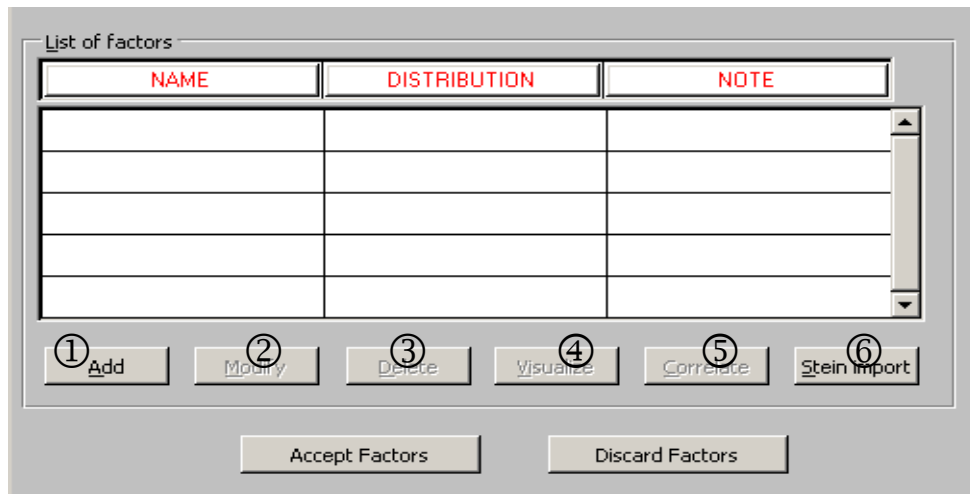 List of factors
NAME DISTRIBUTION NOTE
① Add ② Modify ③ Delete ④ Visualize ⑤ Correlate ⑥ Stein import
Accept Factors Discard Factors